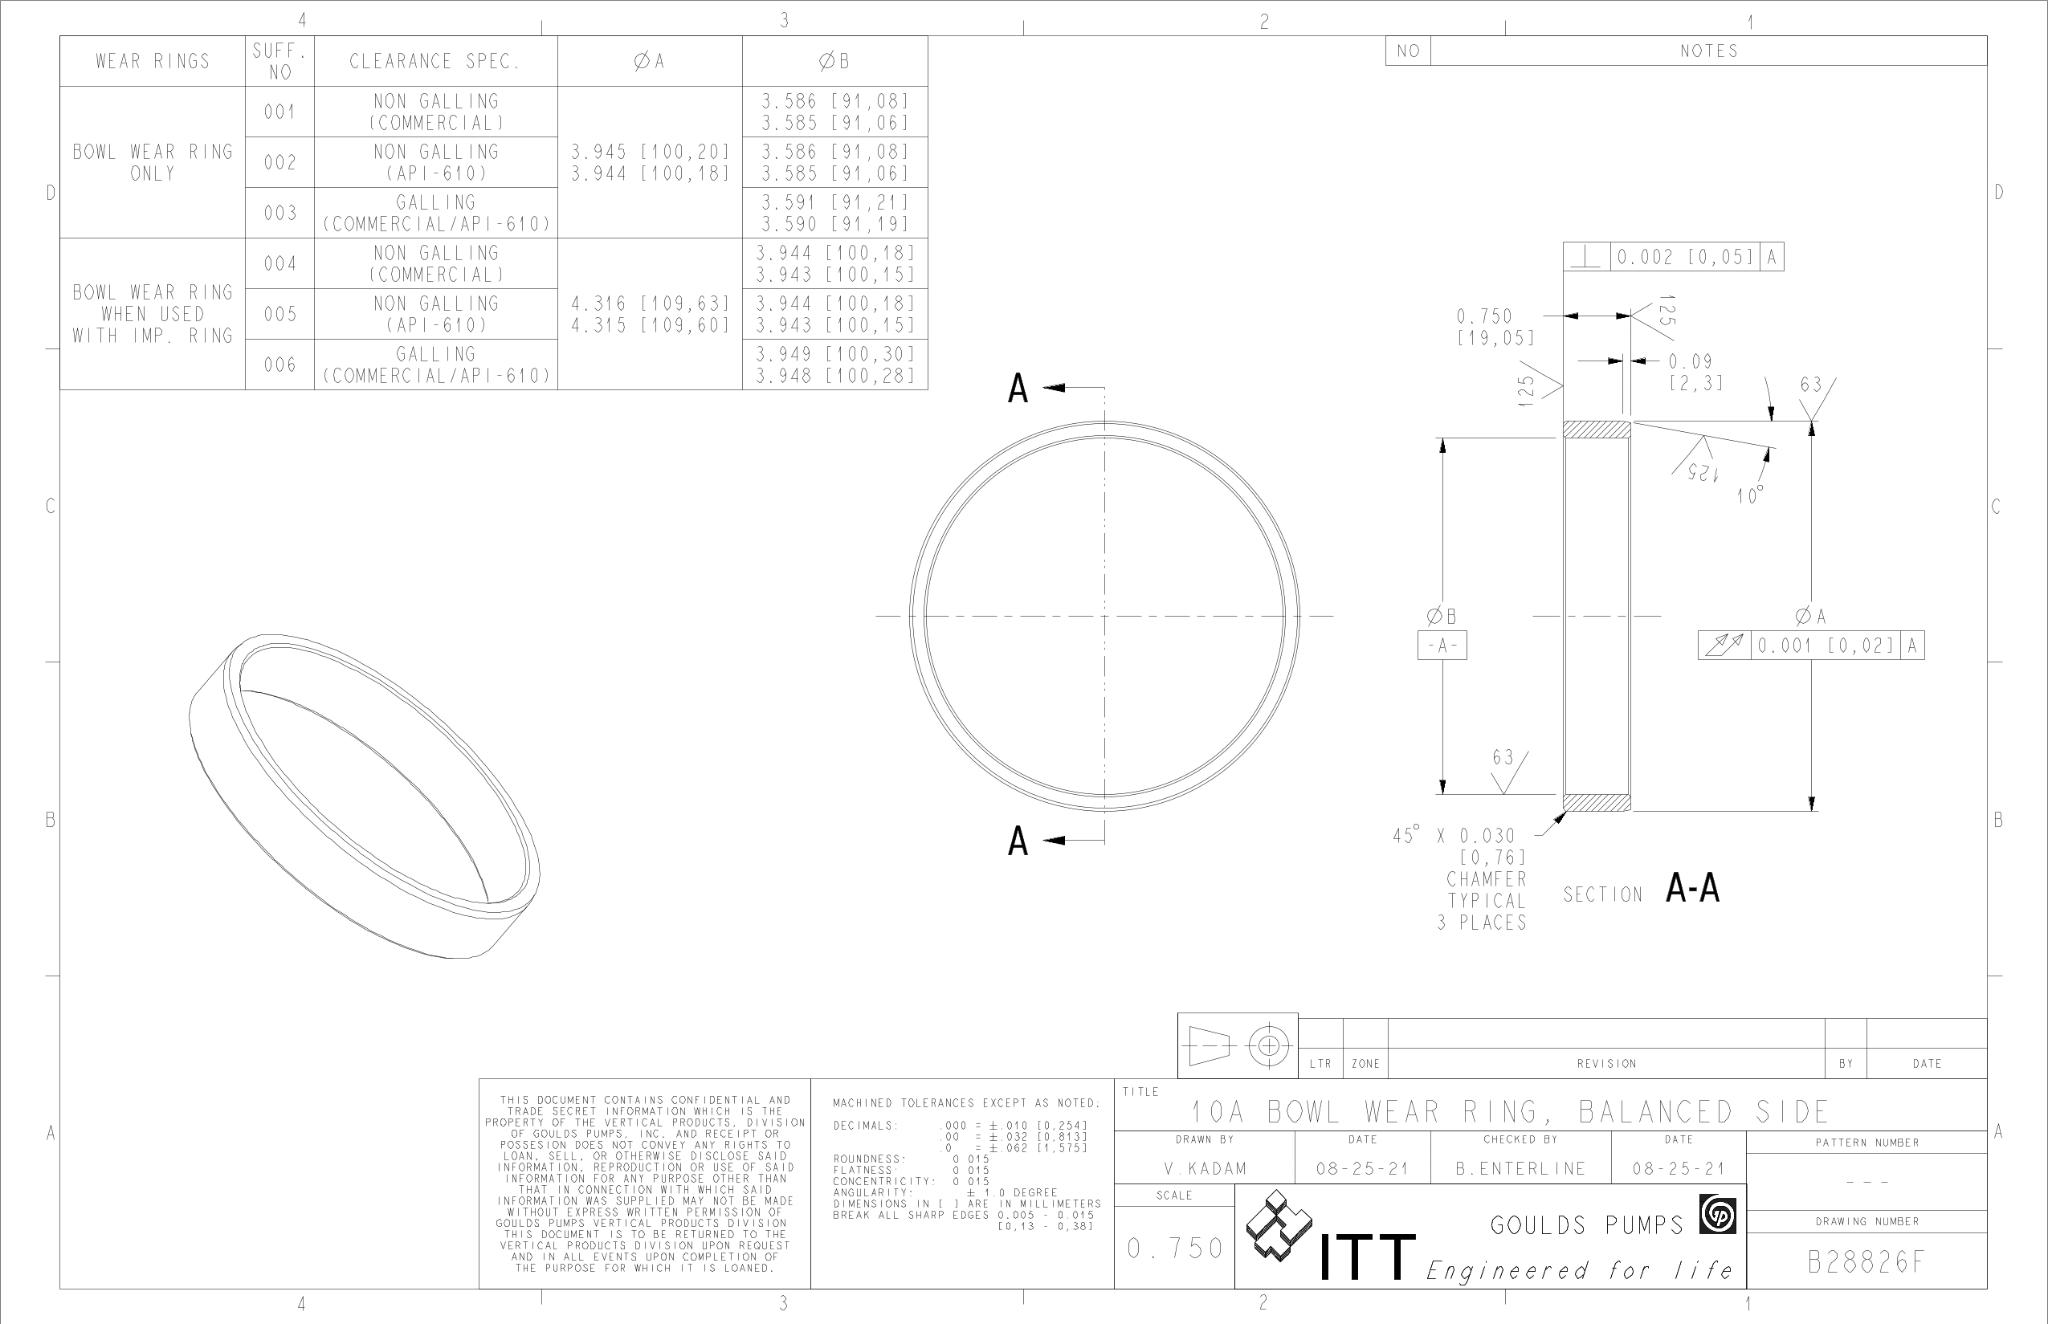 4 3 2 1
WEAR RINGS
SUFF.
NO
CLEARANCE SPEC.
ØA
ØB
BOWL WEAR RING
ONLY
001
NON GALLING
(COMMERCIAL)
3.945 [100,20]
3.944 [100,18]
3.586 [91,08]
3.585 [91,06]
002
NON GALLING
(API-610)
3.586 [91,08]
3.585 [91,06]
003
GALLING
(COMMERCIAL/API-610)
3.591 [91,21]
3.590 [91,19]
BOWL WEAR RING
WHEN USED
WITH IMP. RING
004
NON GALLING
(COMMERCIAL)
4.316 [109,63]
4.315 [109,60]
3.944 [100,18]
3.943 [100,15]
005
NON GALLING
(API-610)
3.944 [100,18]
3.943 [100,15]
006
GALLING
(COMMERCIAL/API-610)
3.949 [100,30]
3.948 [100,28]
NO NOTES
D
D
C
C
B
B
A
A
A
A
⊥ 0.002 [0,05] A
0.750
[19,05]
125
125
0.09
[2,3]
63
125
10°
ØB
-A-
ØA
0.001 [0,02] A
63
45° X 0.030
[0,76]
CHAMFER
TYPICAL
3 PLACES
SECTION A-A
LTR ZONE REVISION BY DATE
THIS DOCUMENT CONTAINS CONFIDENTIAL AND
TRADE SECRET INFORMATION WHICH IS THE
PROPERTY OF THE VERTICAL PRODUCTS. DIVISION
OF GOULDS PUMPS, INC. AND RECEIPT OR
POSSESION DOES NOT CONVEY ANY RIGHTS TO
LOAN, SELL, OR OTHERWISE DISCLOSE SAID
INFORMATION. REPRODUCTION OR USE OF SAID
INFORMATION FOR ANY PURPOSE OTHER THAN
THAT IN CONNECTION WITH WHICH SAID
INFORMATION WAS SUPPLIED MAY NOT BE MADE
WITHOUT EXPRESS WRITTEN PERMISSION OF
GOULDS PUMPS VERTICAL PRODUCTS DIVISION
THIS DOCUMENT IS TO BE RETURNED TO THE
VERTICAL PRODUCTS DIVISION UPON REQUEST
AND IN ALL EVENTS UPON COMPLETION OF
THE PURPOSE FOR WHICH IT IS LOANED.
MACHINED TOLERANCES EXCEPT AS NOTED:
DECIMALS: .000 = ±.010 [0,254]
.00 = ±.032 [0,813]
.0 = ±.062 [1,575]
ROUNDNESS: 0.015
FLATNESS: 0.015
CONCENTRICITY: 0.015
ANGULARITY: ± 1.0 DEGREE
DIMENSIONS IN [ ] ARE IN MILLIMETERS
BREAK ALL SHARP EDGES 0.005 - 0.015
[0,13 - 0,38]
TITLE
10A BOWL WEAR RING, BALANCED SIDE
DRAWN BY DATE CHECKED BY DATE
V.KADAM 08-25-21 B.ENTERLINE 08-25-21
PATTERN NUMBER
---
SCALE
0.750
GOULDS PUMPS
ITT
Engineered for life
DRAWING NUMBER
B28826F
4 3 2 1